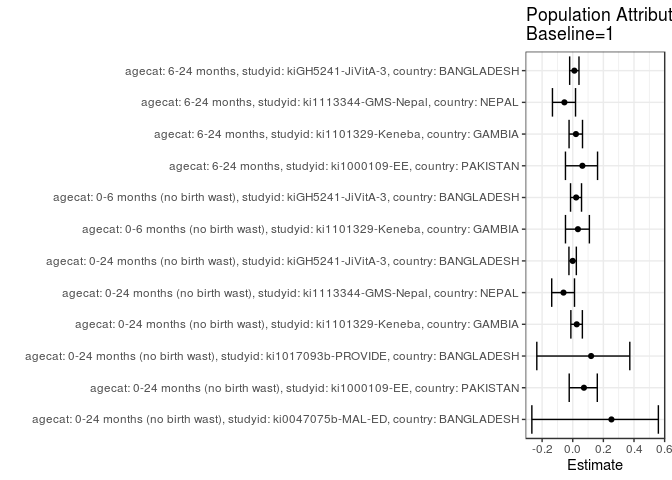 Population Attribut
Baseline=1
agecat: 6-24 months, studyid: kiGH5241-JiVitA-3, country: BANGLADESH
agecat: 6-24 months, studyid: ki1113344-GMS-Nepal, country: NEPAL
agecat: 6-24 months, studyid: ki1101329-Keneba, country: GAMBIA
agecat: 6-24 months, studyid: ki1000109-EE, country: PAKISTAN
agecat: 0-6 months (no birth wast), studyid: kiGH5241-JiVitA-3, country: BANGLADESH
agecat: 0-6 months (no birth wast), studyid: ki1101329-Keneba, country: GAMBIA
agecat: 0-24 months (no birth wast), studyid: kiGH5241-JiVitA-3, country: BANGLADESH
agecat: 0-24 months (no birth wast), studyid: ki1113344-GMS-Nepal, country: NEPAL
agecat: 0-24 months (no birth wast), studyid: ki1101329-Keneba, country: GAMBIA
agecat: 0-24 months (no birth wast), studyid: ki1017093b-PROVIDE, country: BANGLADESH
agecat: 0-24 months (no birth wast), studyid: ki1000109-EE, country: PAKISTAN
agecat: 0-24 months (no birth wast), studyid: ki0047075b-MAL-ED, country: BANGLADESH
-0.2 0.0 0.2 0.4 0.6
Estimate